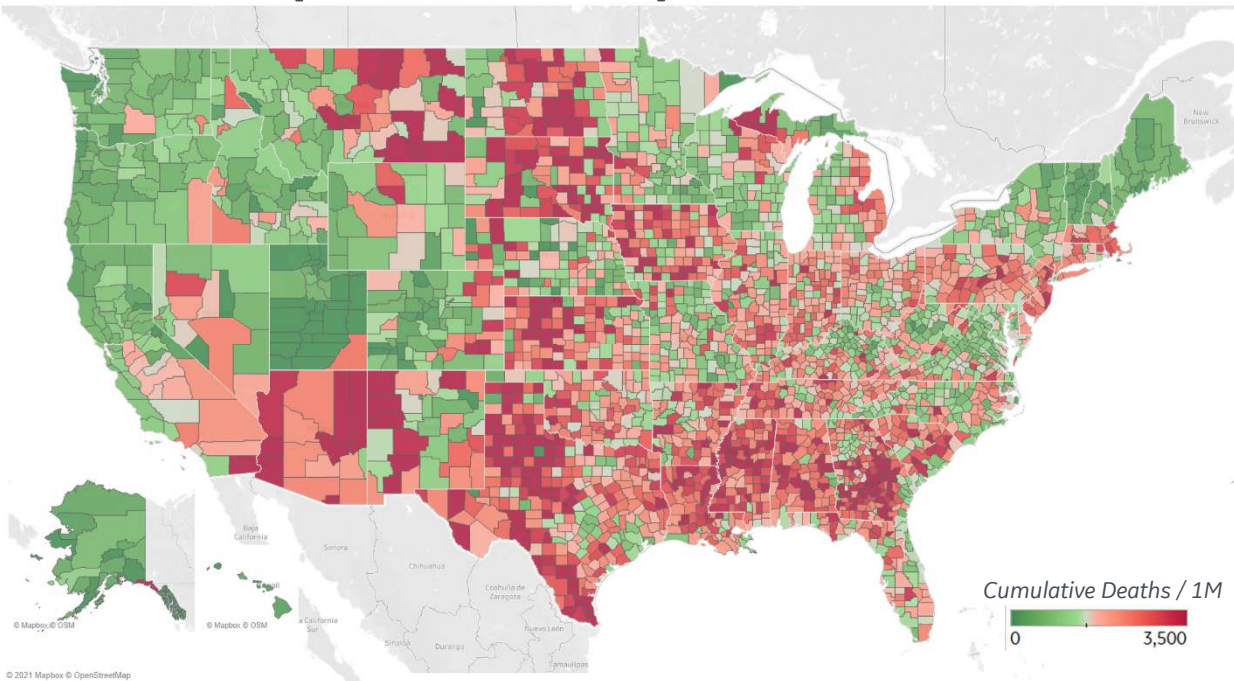 New
Brunswick
Baja
California
Sonora
Chihuahua
Coahuila de
Zaragoza
a California
Sur
Sinaloa
Durango
Nuevo León
Tamaulipas
© Mapbox © OSM
© Mapbox © OSM
Cumulative Deaths / 1M
0
3,500
© 2021 Mapbox © OpenStreetMap